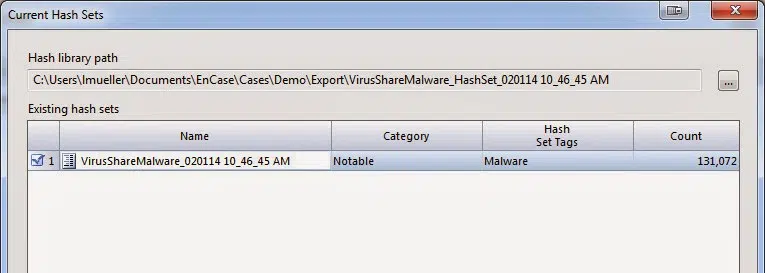 Current Hash Sets
Hash library path
C:\Users\lmueller\Documents\EnCase\Cases\Demo\Export\VirusShareMalware_HashSet_020114 10_46_45 AM
...
Existing hash sets
Name Category Hash Set Tags Count
1 VirusShareMalware_020114 10_46_45 AM Notable Malware 131,072